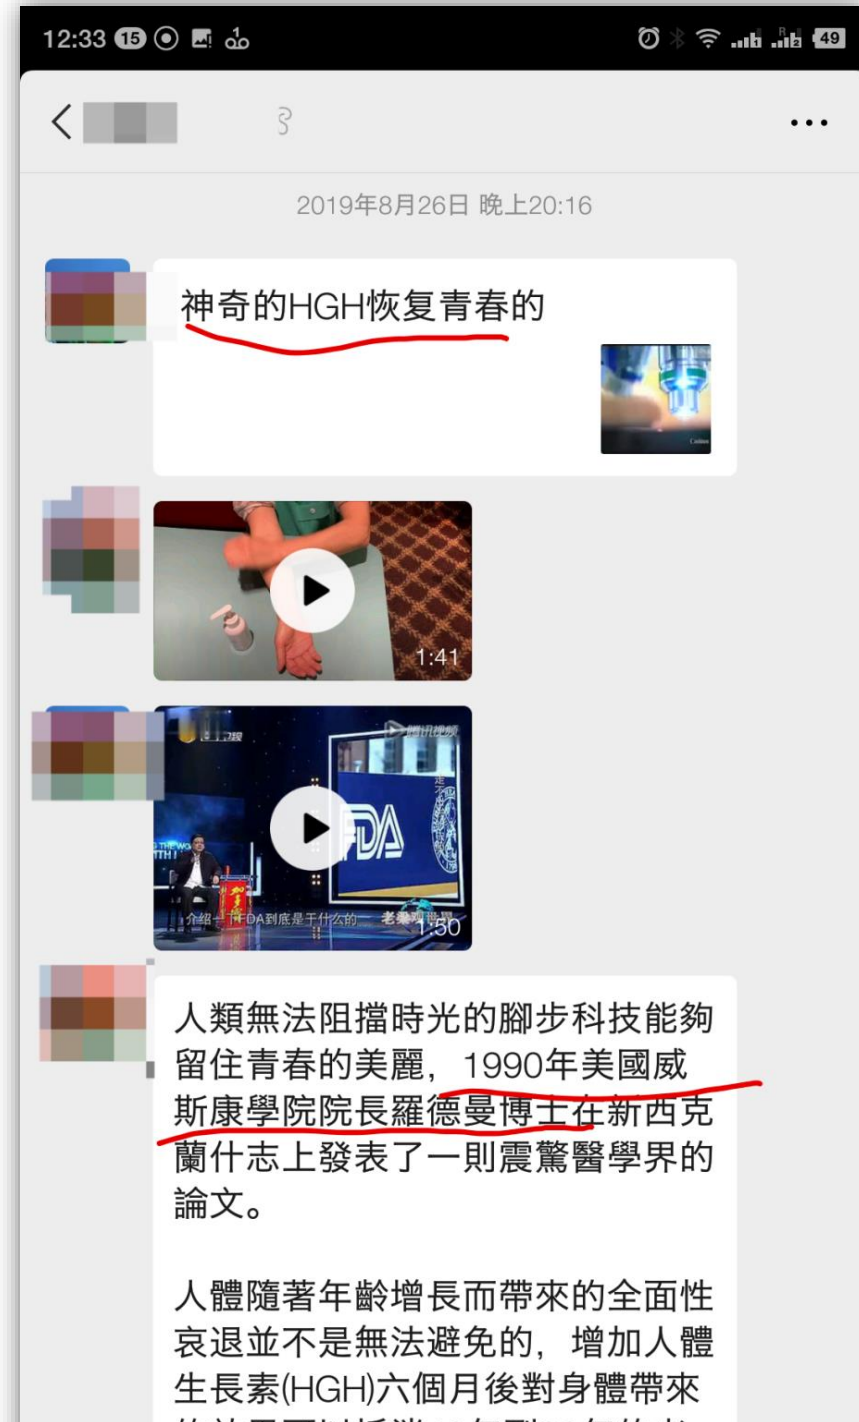 12:33 15
49
2019年8月26日 晚上20:16
神奇的HGH恢复青春的
1:41
腾讯视频
FDA
介绍一下FDA到底是干什么的
1:50
人類無法阻擋時光的腳步科技能夠
留住青春的美麗，1990年美國威
斯康學院院長羅德曼博士在新西克
蘭什志上發表了一則震驚醫學界的
論文。
人體隨著年齡增長而帶來的全面性
哀退並不是無法避免的，增加人體
生長素(HGH)六個月後對身體帶來